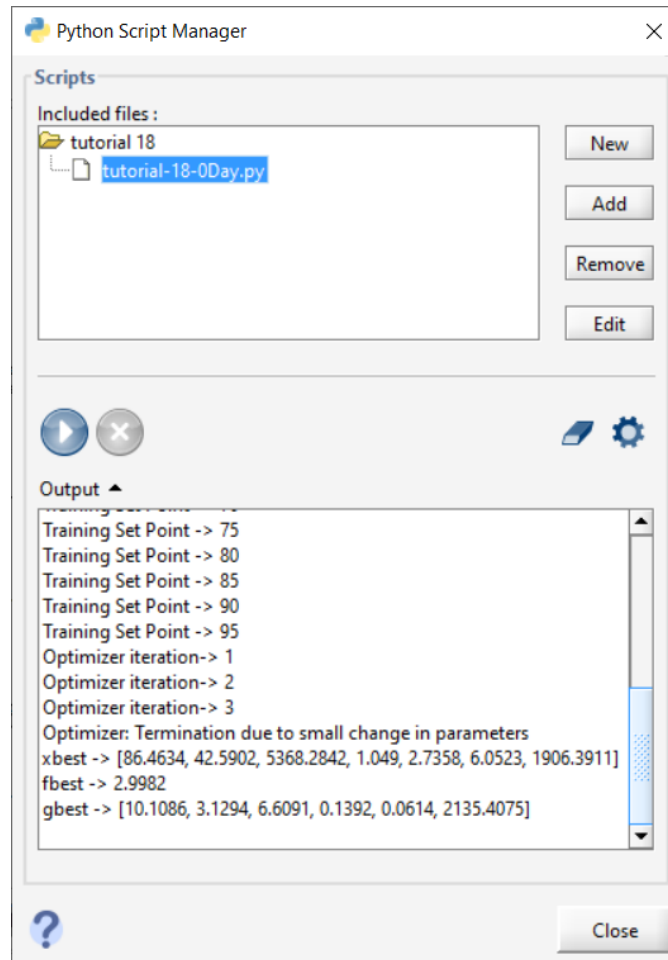 Python Script Manager
Scripts
Included files :
tutorial 18
tutorial-18-0Day.py
New
Add
Remove
Edit
Output
Training Set Point -> 75
Training Set Point -> 80
Training Set Point -> 85
Training Set Point -> 90
Training Set Point -> 95
Optimizer iteration-> 1
Optimizer iteration-> 2
Optimizer iteration-> 3
Optimizer: Termination due to small change in parameters
xbest -> [86.4634, 42.5902, 5368.2842, 1.049, 2.7358, 6.0523, 1906.3911]
fbest -> 2.9982
gbest -> [10.1086, 3.1294, 6.6091, 0.1392, 0.0614, 2135.4075]
?
Close